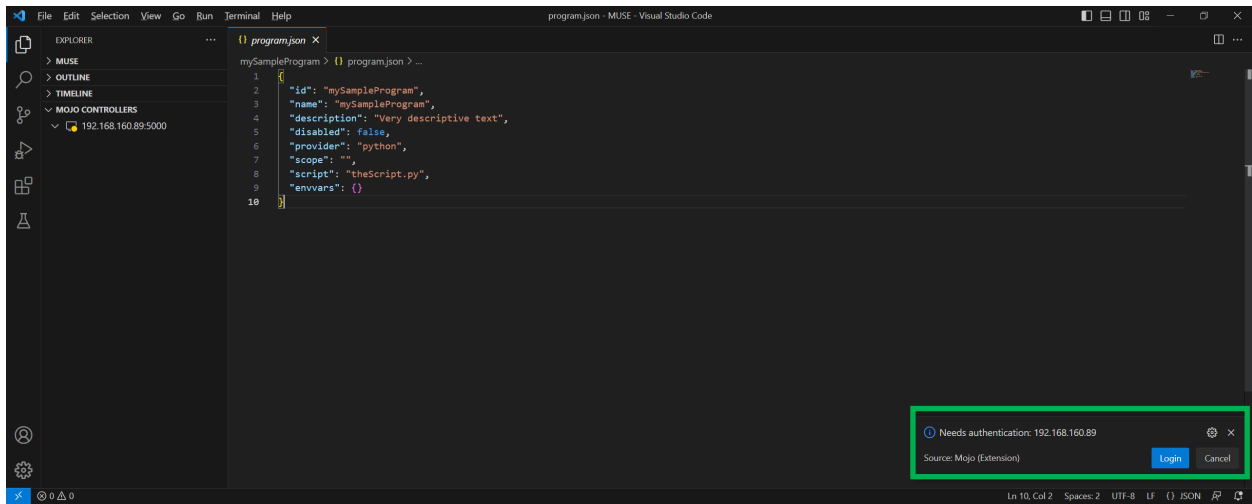 File Edit Selection View Go Run Terminal Help
program.json - MUSE - Visual Studio Code
EXPLORER ...
> MUSE
> OUTLINE
> TIMELINE
MOJO CONTROLLERS
192.168.160.89:5000
{} program.json ×
mySampleProgram > {} program.json > ...
1 {
2 "id": "mySampleProgram",
3 "name": "mySampleProgram",
4 "description": "Very descriptive text",
5 "disabled": false,
6 "provider": "python",
7 "scope": "",
8 "script": "theScript.py",
9 "envvars": {}
10 }
Needs authentication: 192.168.160.89
Source: Mojo (Extension)
Login Cancel
0 0
Ln 10, Col 2 Spaces: 2 UTF-8 LF {} JSON